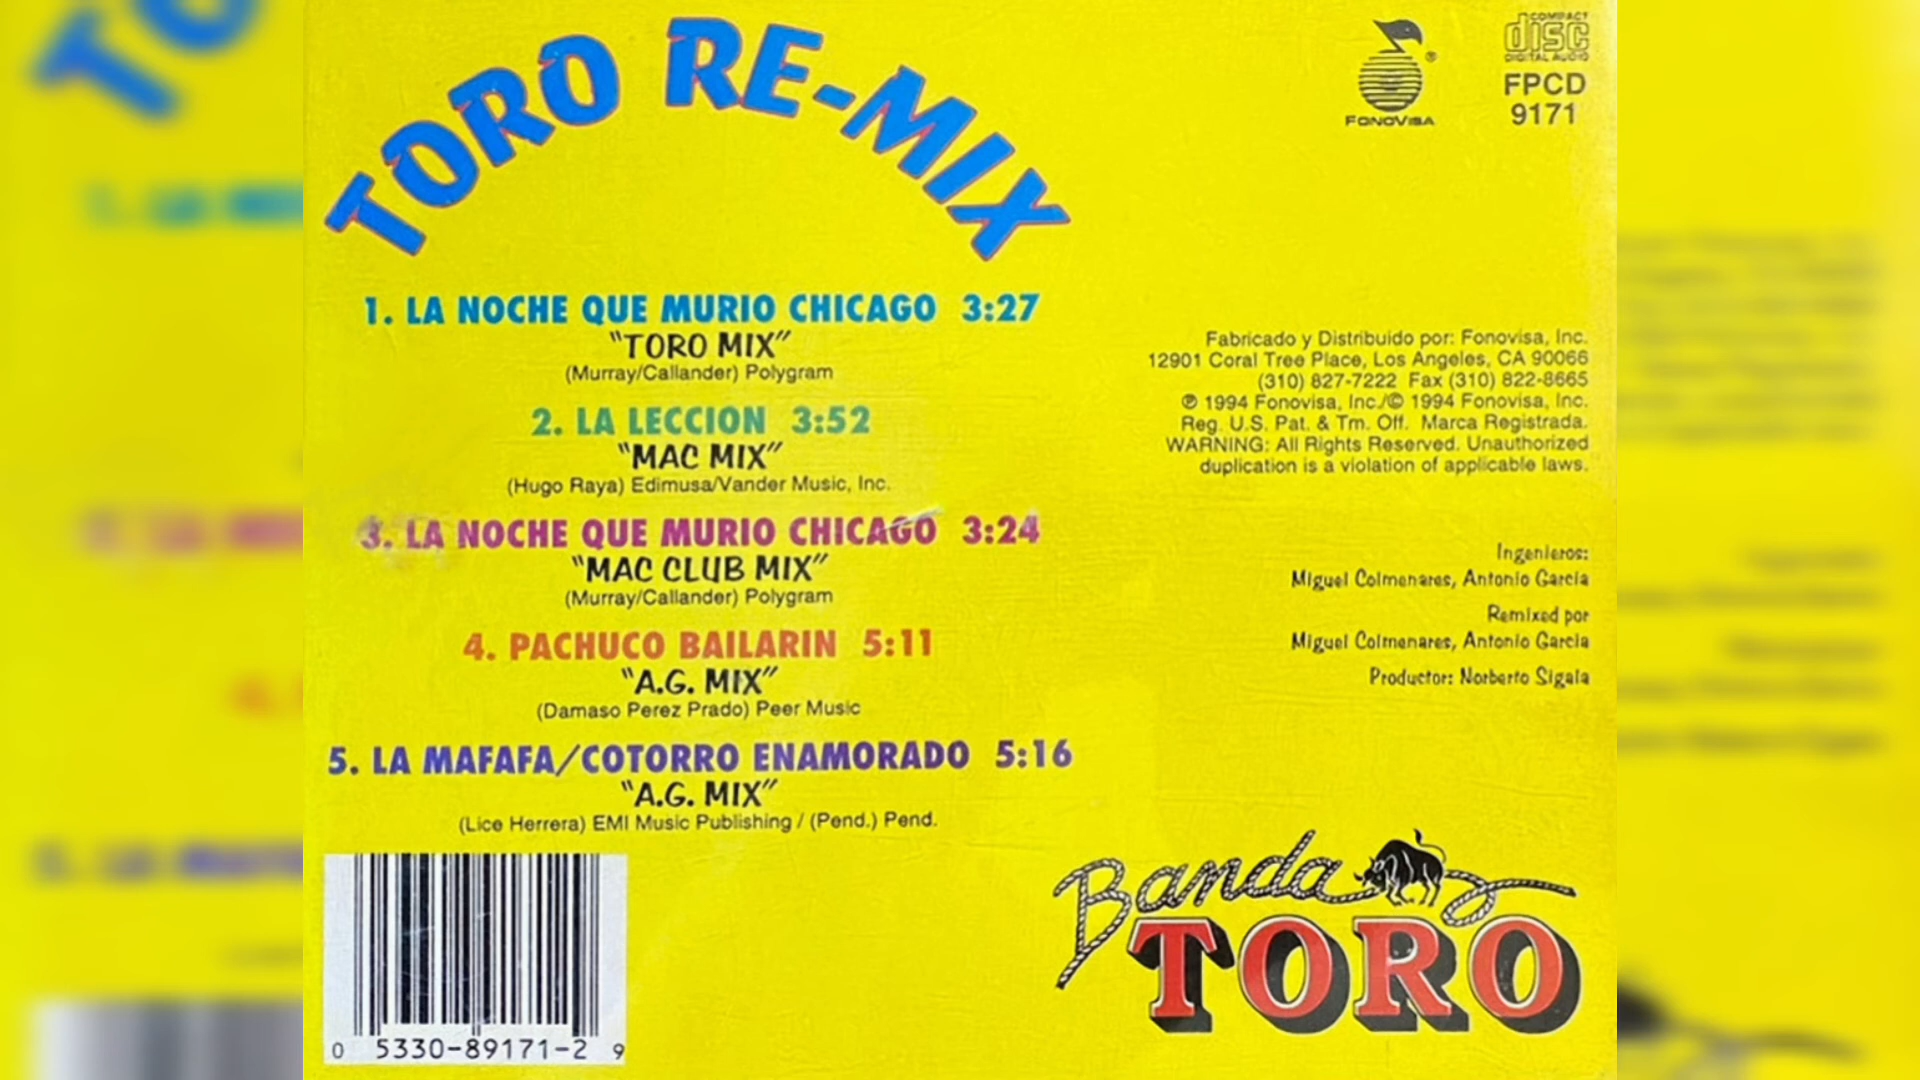 TORO RE-MIX
1. LA NOCHE QUE MURIO CHICAGO 3:27
"TORO MIX"
(Murray/Callander) Polygram
2. LA LECCION 3:52
"MAC MIX"
(Hugo Raya) Edimusa/Vander Music, Inc.
3. LA NOCHE QUE MURIO CHICAGO 3:24
"MAC CLUB MIX"
(Murray/Callander) Polygram
4. PACHUCO BAILARIN 5:11
"A.G. MIX"
(Damaso Perez Prado) Peer Music
5. LA MAFAFA/COTORRO ENAMORADO 5:16
"A.G. MIX"
(Lice Herrera) EMI Music Publishing / (Pend.) Pend.
0 5330-89171-2 9
FONOVISA®
COMPACT
disc
DIGITAL AUDIO
FPCD
9171
Fabricado y Distribuido por: Fonovisa, Inc.
12901 Coral Tree Place, Los Angeles, CA 90066
(310) 827-7222 Fax (310) 822-8665
℗ 1994 Fonovisa, Inc./© 1994 Fonovisa, Inc.
Reg. U.S. Pat. & Tm. Off. Marca Registrada.
WARNING: All Rights Reserved. Unauthorized
duplication is a violation of applicable laws.
Ingenieros:
Miguel Colmenares, Antonio Garcia
Remixed por
Miguel Colmenares, Antonio Garcia
Productor: Norberto Sigala
Banda
TORO